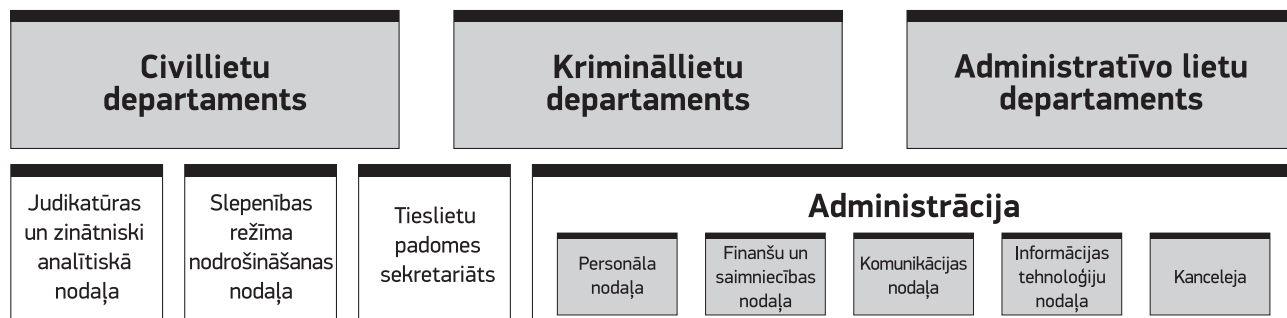 Civillietu
departaments
Krimināllietu
departaments
Administratīvo lietu
departaments
Judikatūras
un zinātniski
analītiskā
nodaļa
Slepenības
režīma
nodrošināšanas
nodaļa
Tieslietu
padomes
sekretariāts
Administrācija
Personāla
nodaļa
Finanšu un
saimniecības
nodaļa
Komunikācijas
nodaļa
Informācijas
tehnoloģiju
nodaļa
Kanceleja